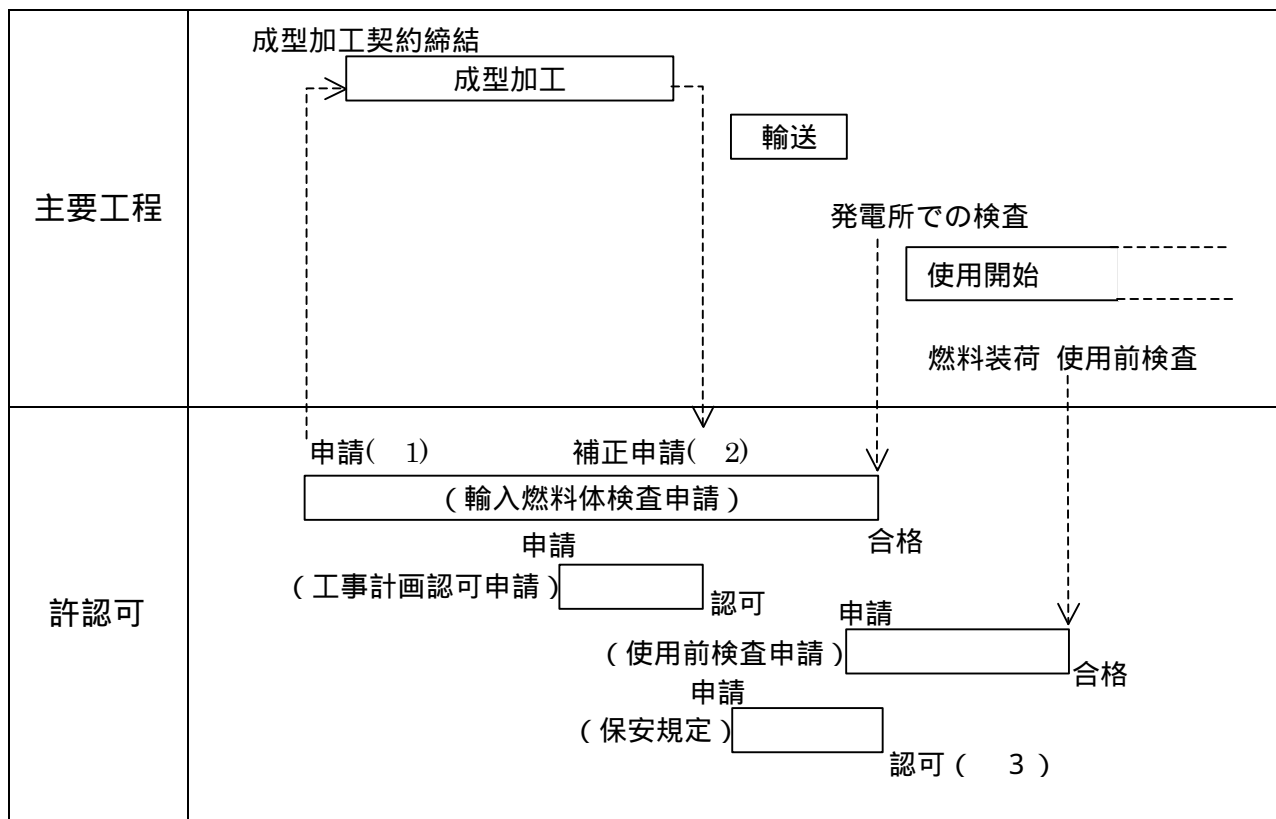 主要工程
成型加工契約締結
成型加工
輸送
発電所での検査
使用開始
燃料装荷 使用前検査
許認可
申請( 1) 補正申請( 2)
(輸入燃料体検査申請)
合格
申請
(工事計画認可申請)
認可
申請
(使用前検査申請)
合格
申請
(保安規定)
認可( 3)